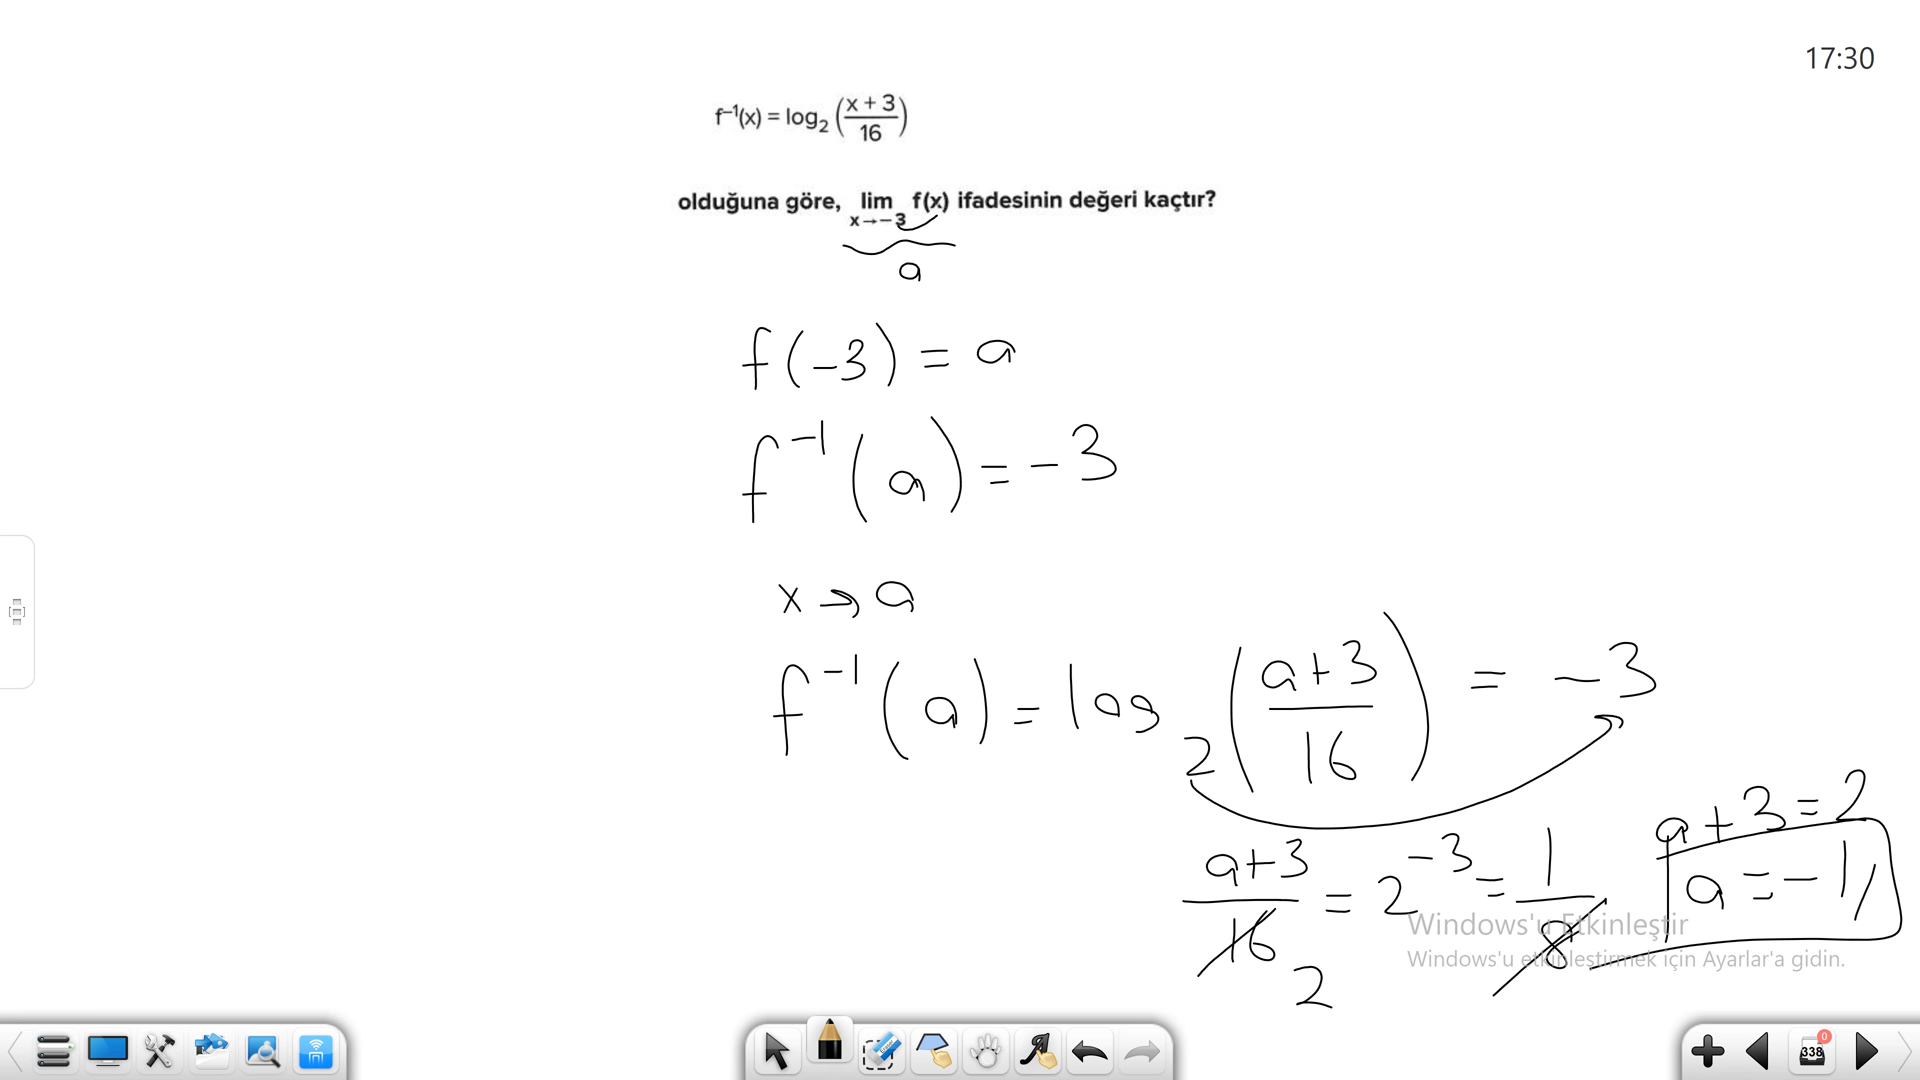 17:30
f⁻¹(x) = log₂ ((x + 3)/16)
olduğuna göre, lim x→-3 f(x) ifadesinin değeri kaçtır?
a
f(-3) = a
f⁻¹(a) = -3
x → a
f⁻¹(a) = log₂ ((a+3)/16) = -3
a+3 = 2
(a+3)/16 = 2⁻³ = 1/8
2
a = -1
Windows'u Etkinleştir
Windows'u etkinleştirmek için Ayarlar'a gidin.
338
0